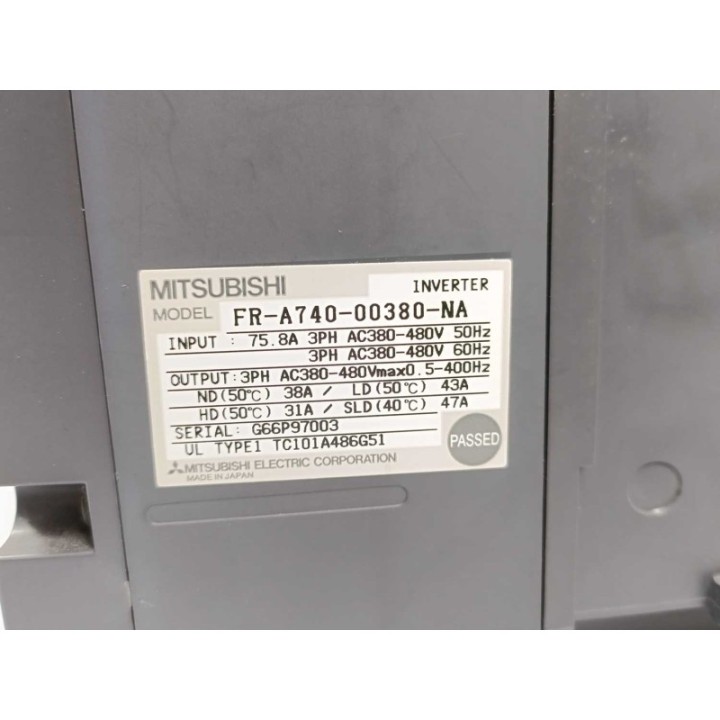 MITSUBISHI INVERTER
MODEL FR-A740-00380-NA
INPUT : 75.8A 3PH AC380-480V 50Hz
3PH AC380-480V 60Hz
OUTPUT:3PH AC380-480Vmax0.5-400Hz
ND(50℃) 38A / LD(50℃) 43A
HD(50℃) 31A / SLD(40℃) 47A
SERIAL: G66P97003
UL TYPE1 TC101A486G51
PASSED
MITSUBISHI ELECTRIC CORPORATION
MADE IN JAPAN